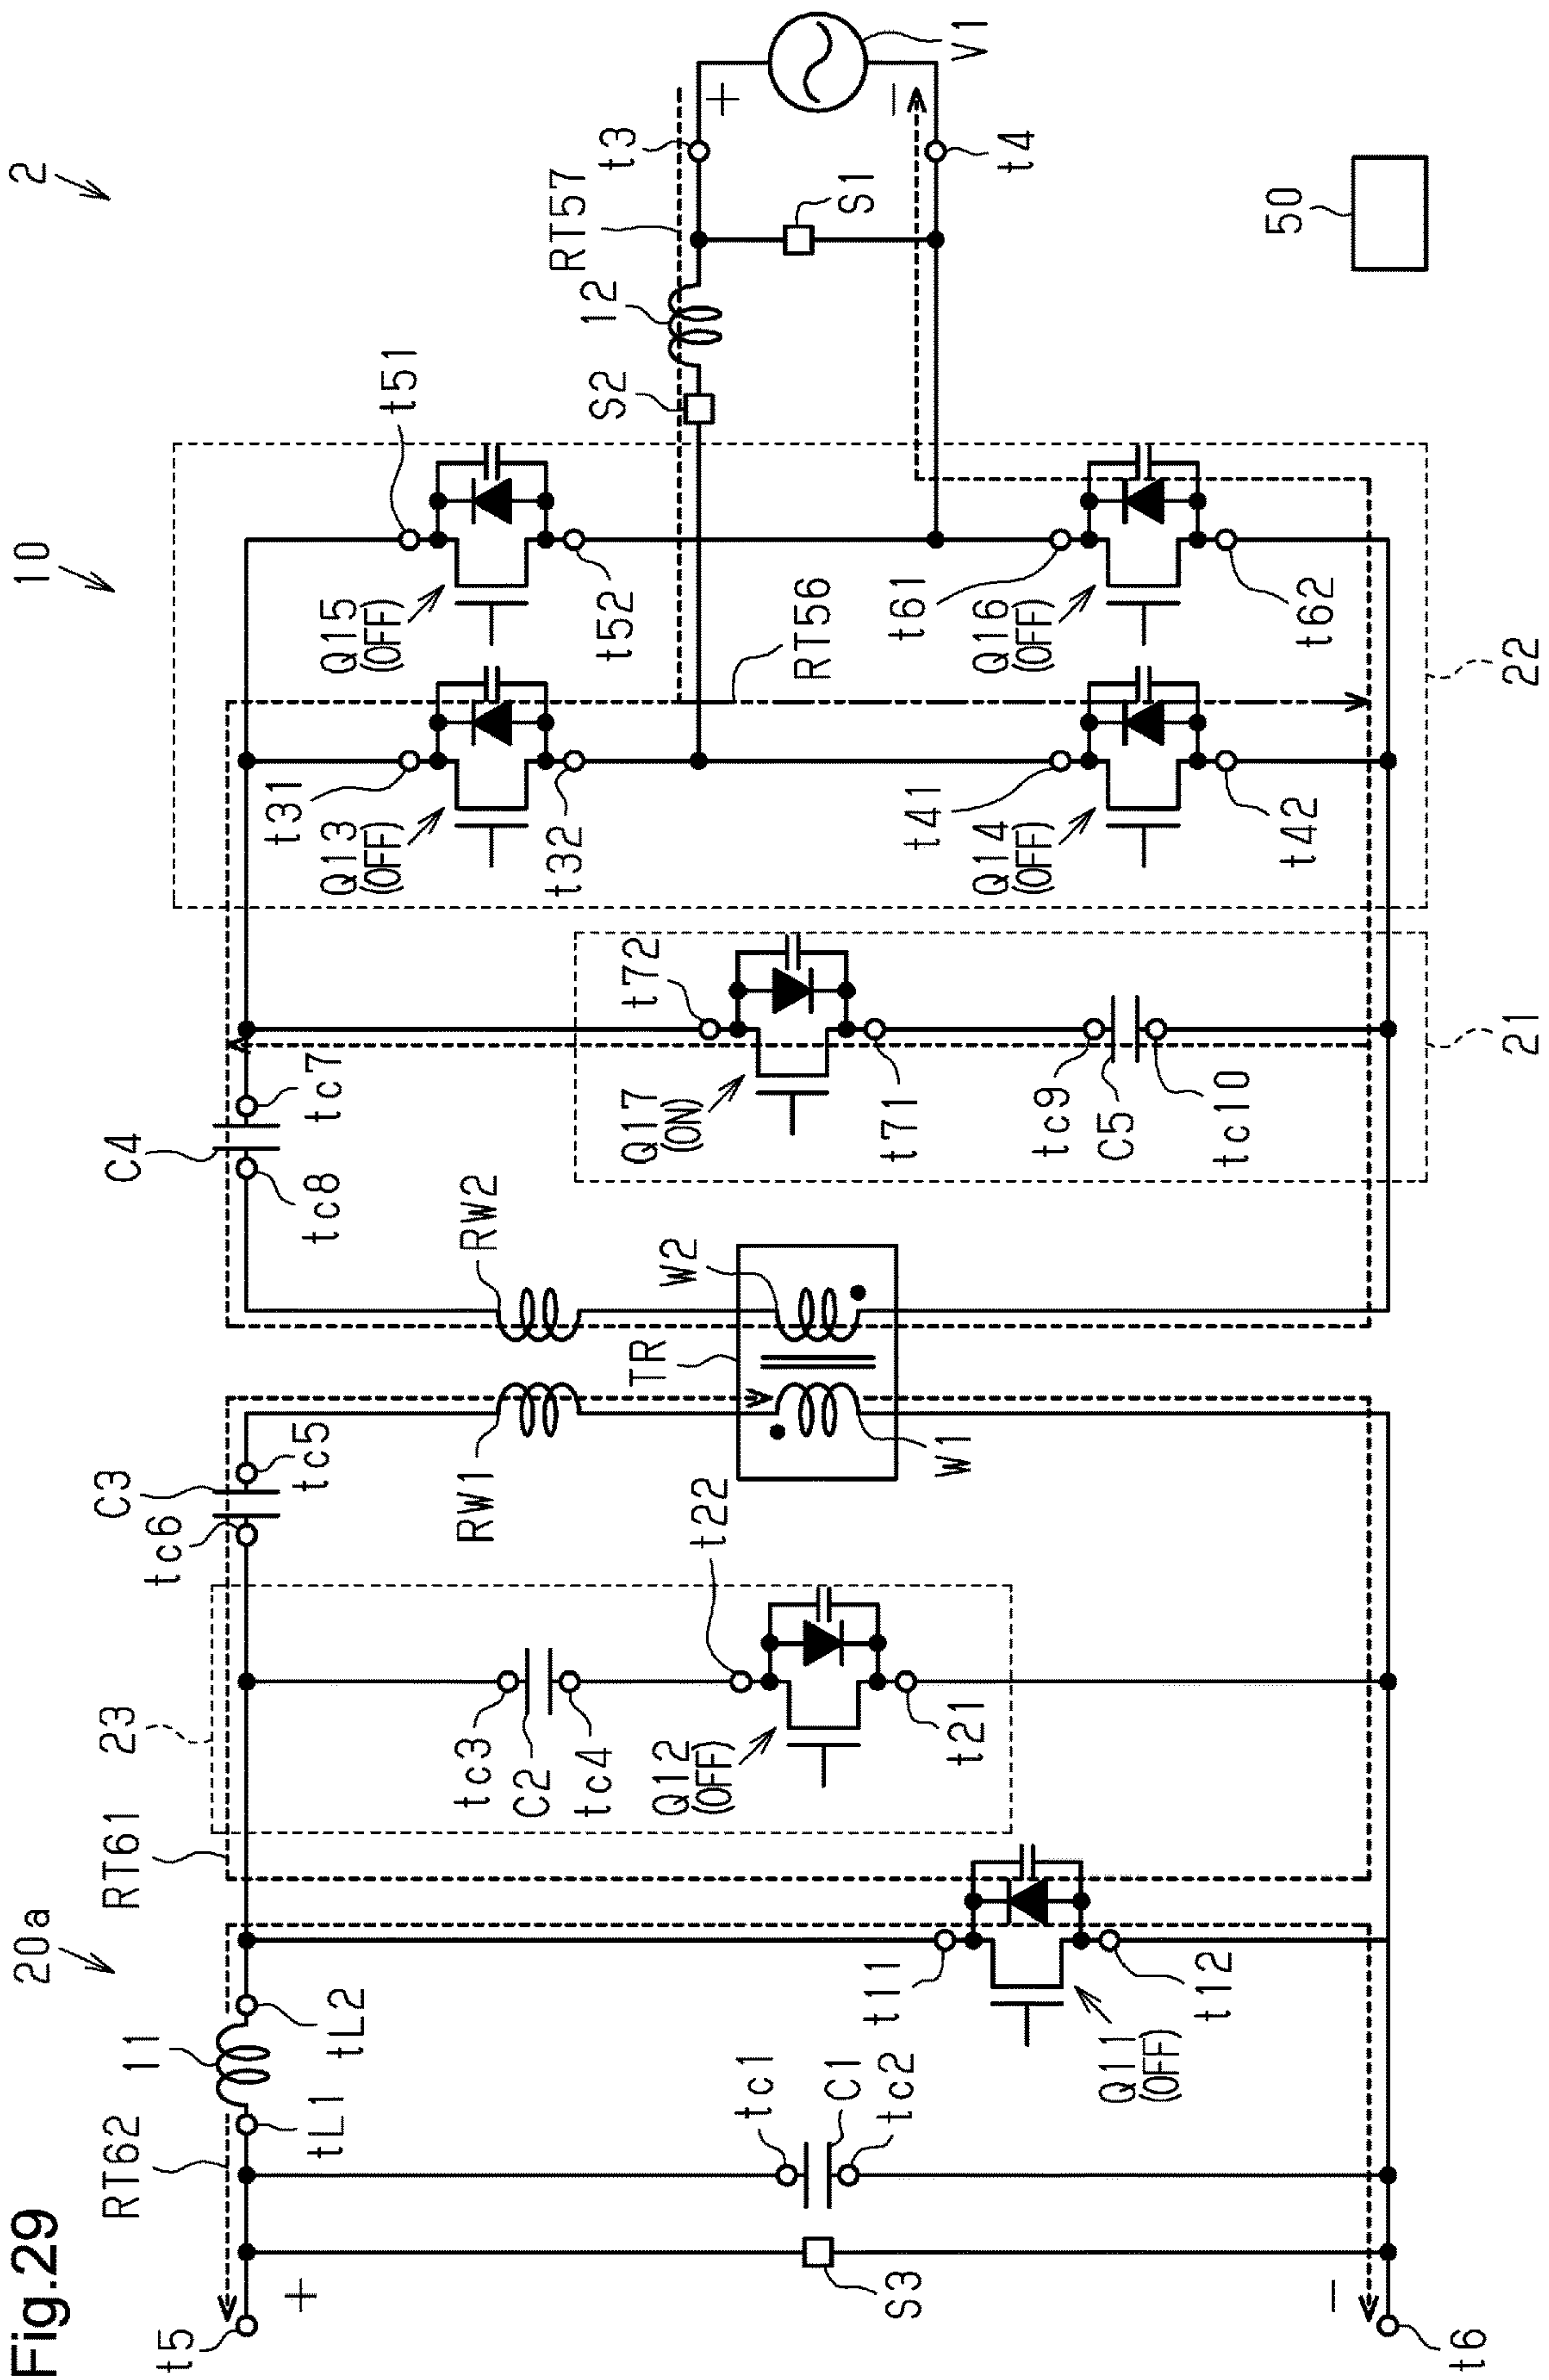 Fig.29
2
10
20a
t5
t6
RT62
RT61
11
tL1
tL2
+
−
S3
tc1
C1
tc2
t11
t12
Q11
(OFF)
23
tc3
C2
tc4
t22
t21
Q12
(OFF)
C3
tc6
tc5
RW1
RW2
TR
W1
W2
C4
tc8
tc7
t72
t71
Q17
(ON)
tc9
C5
tc10
21
22
t31
t32
Q13
(OFF)
t41
t42
Q14
(OFF)
t51
t52
Q15
(OFF)
t61
t62
Q16
(OFF)
RT56
RT57
S2
12
S1
t3
t4
+
−
V1
50